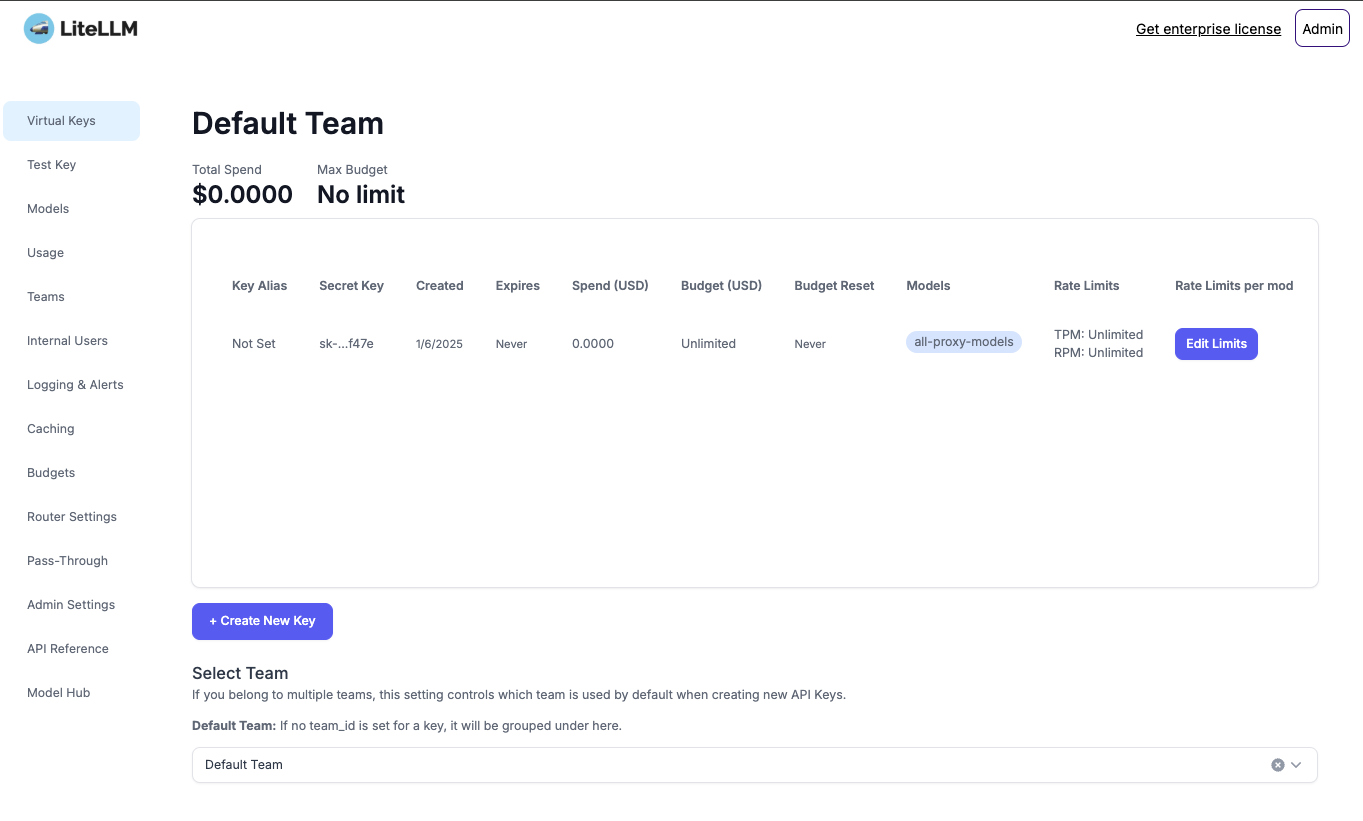 LiteLLM
Get enterprise license
Admin
Virtual Keys
Test Key
Models
Usage
Teams
Internal Users
Logging & Alerts
Caching
Budgets
Router Settings
Pass-Through
Admin Settings
API Reference
Model Hub
Default Team
Total Spend Max Budget
$0.0000 No limit
Key Alias Secret Key Created Expires Spend (USD) Budget (USD) Budget Reset Models Rate Limits Rate Limits per mod
Not Set sk-...f47e 1/6/2025 Never 0.0000 Unlimited Never all-proxy-models TPM: Unlimited
RPM: Unlimited
Edit Limits
+ Create New Key
Select Team
If you belong to multiple teams, this setting controls which team is used by default when creating new API Keys.
Default Team: If no team_id is set for a key, it will be grouped under here.
Default Team